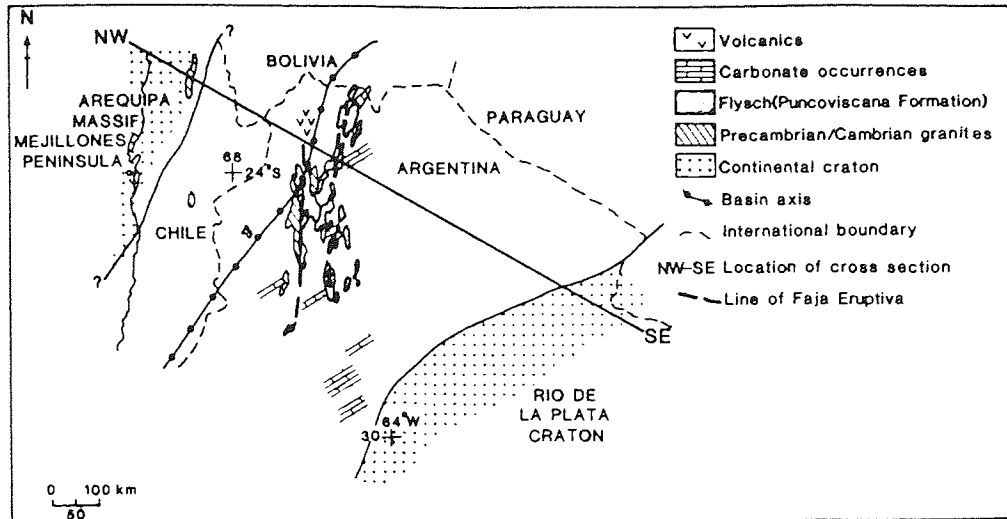 N
NW
?
BOLIVIA
PARAGUAY
AREQUIPA
MASSIF
MEJILLONES
PENINSULA
68
24°S
ARGENTINA
CHILE
?
SE
RIO DE
LA PLATA
CRATON
64°W
30
0 100 km
50
Volcanics
Carbonate occurrences
Flysch(Puncoviscana Formation)
Precambrian/Cambrian granites
Continental craton
Basin axis
International boundary
NW-SE Location of cross section
Line of Faja Eruptiva